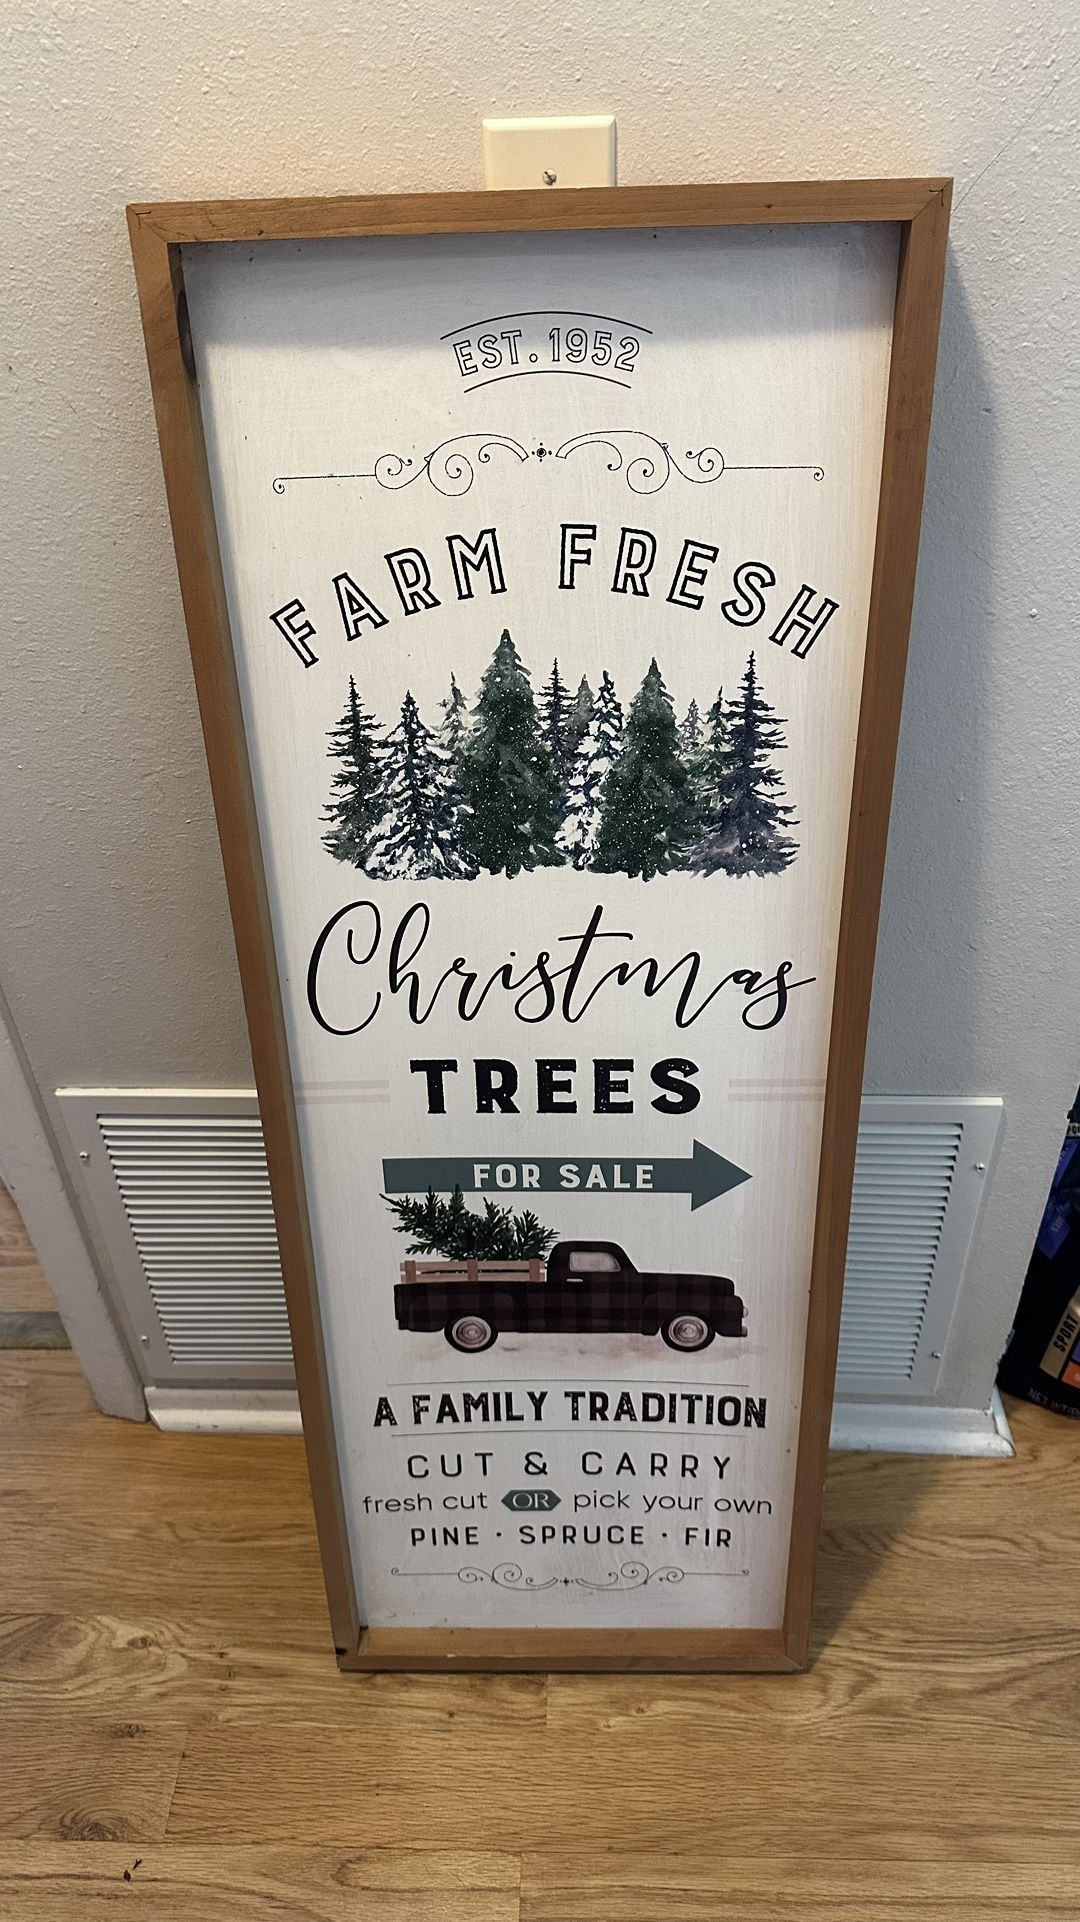 EST. 1952
FARM FRESH
Christmas
TREES
FOR SALE
A FAMILY TRADITION
CUT & CARRY
fresh cut OR pick your own
PINE · SPRUCE · FIR
SPORT